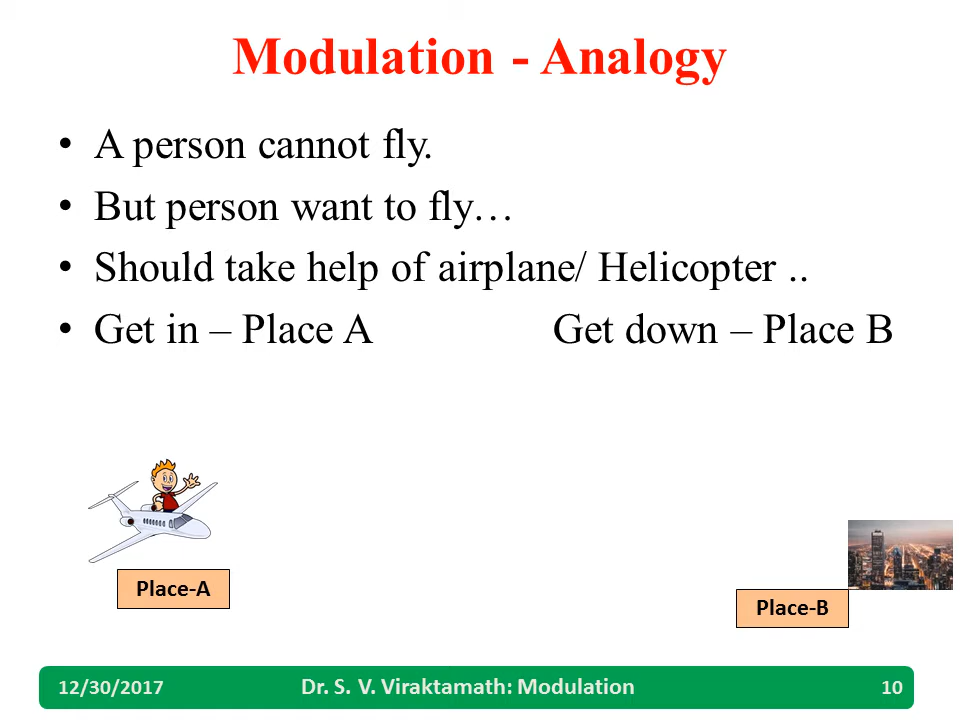 Modulation - Analogy
• A person cannot fly.
• But person want to fly…
• Should take help of airplane/ Helicopter ..
• Get in – Place A Get down – Place B
Place-A
Place-B
12/30/2017 Dr. S. V. Viraktamath: Modulation 10